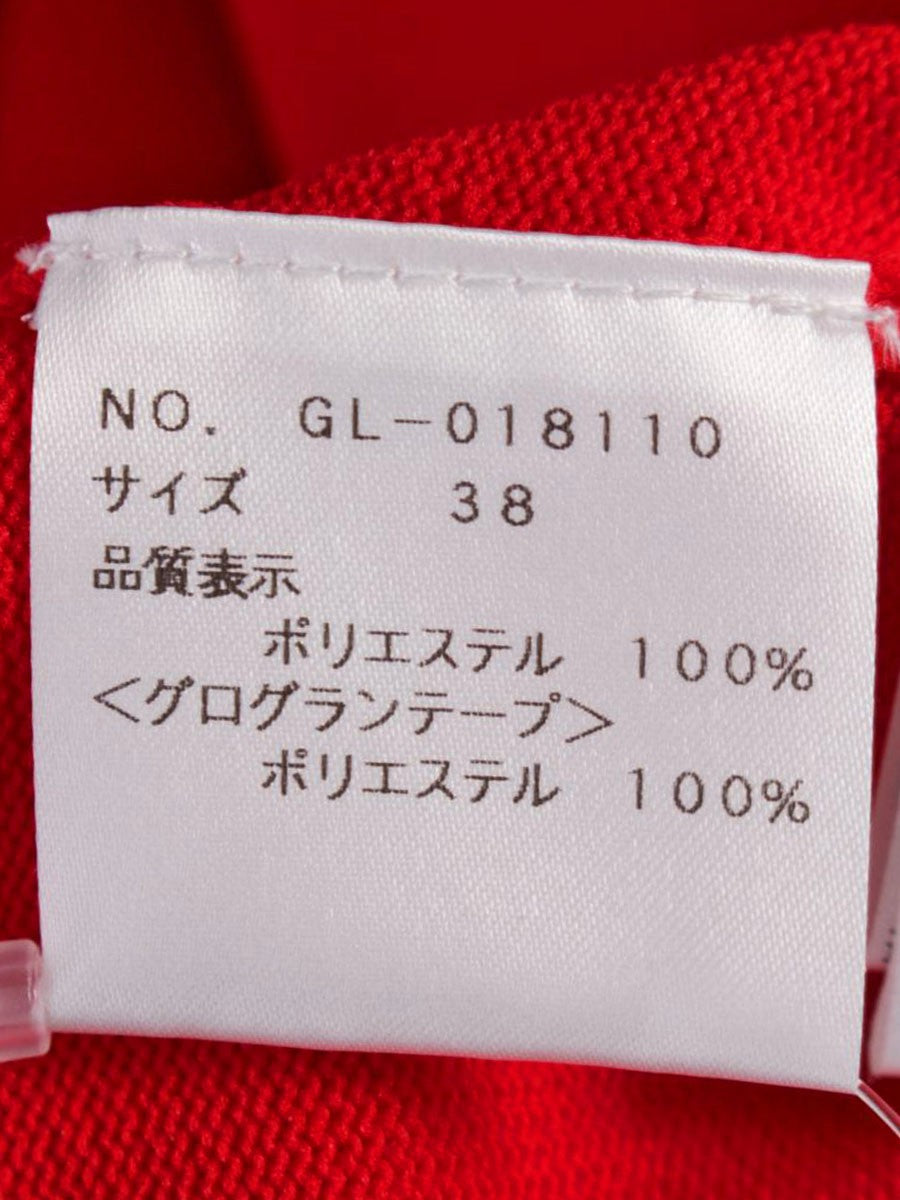 NO. GL-018110
サイズ 38
品質表示
ポリエステル 100%
<グログランテープ>
ポリエステル 100%